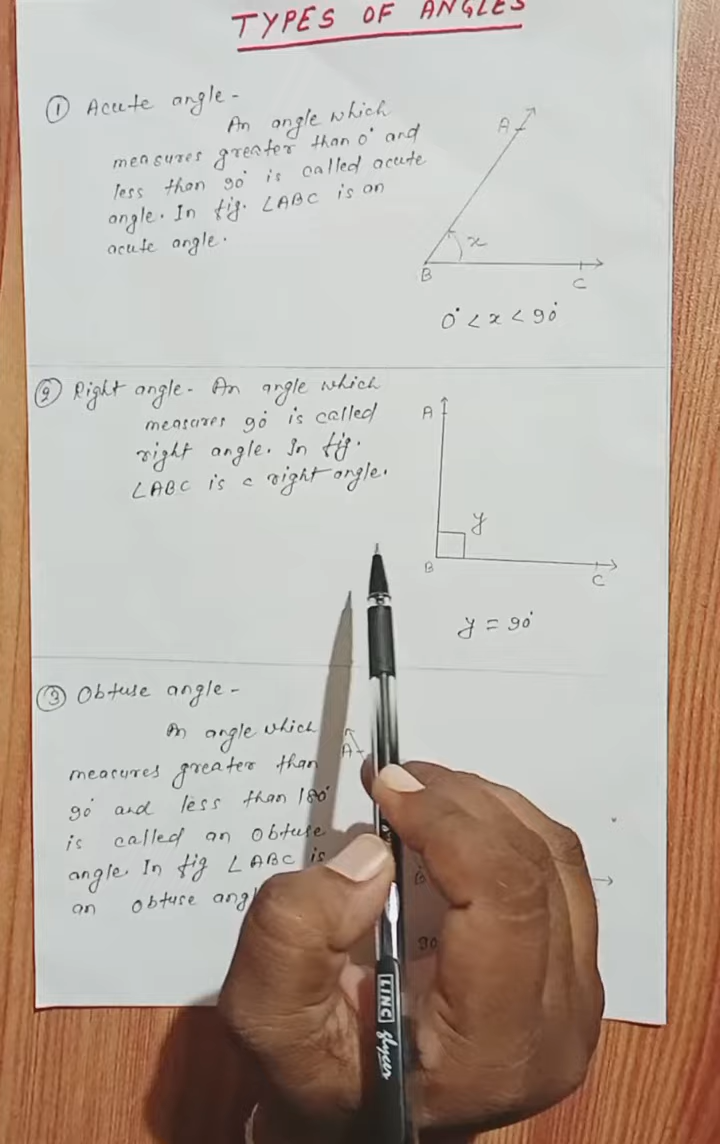 TYPES OF ANGLES
① Acute angle -
An angle which
measures greater than 0° and
less than 90° is called acute
angle. In fig. ∠ABC is an
acute angle.
A
x
B
C
0° < x < 90°
② Right angle - An angle which
measures 90° is called
right angle. In fig.
∠ABC is a right angle.
A
y
B
C
y = 90°
③ Obtuse angle -
An angle which
measures greater than
90° and less than 180°
is called an obtuse
angle. In fig ∠ABC is
an obtuse angl
A
B
90
LINC glycer